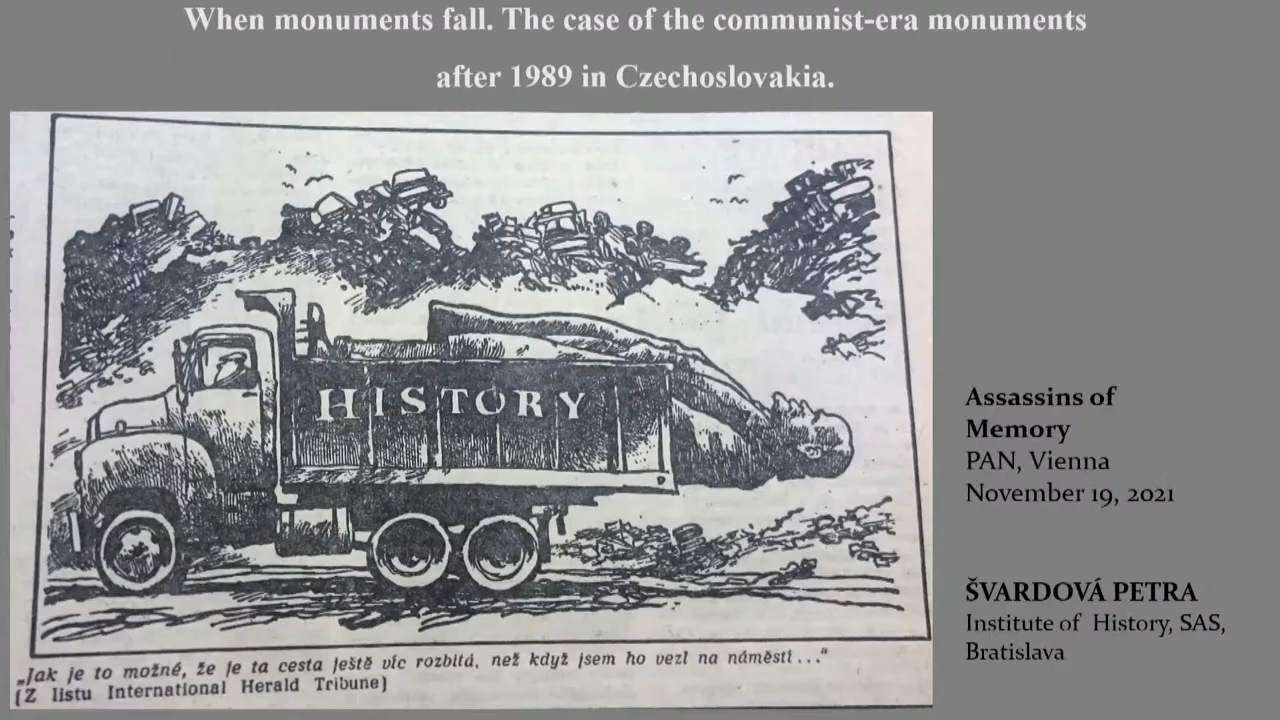 When monuments fall. The case of the communist-era monuments
after 1989 in Czechoslovakia.
HISTORY
„Jak je to možné, že je ta cesta ještě víc rozbitá, než když jsem ho vezl na náměstí...“
(Z listu International Herald Tribune)
Assassins of
Memory
PAN, Vienna
November 19, 2021
ŠVARDOVÁ PETRA
Institute of History, SAS,
Bratislava